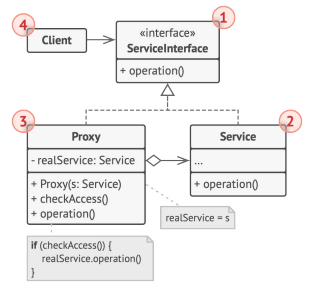 4
Client
1
«interface»
ServiceInterface
+ operation()
3
Proxy
- realService: Service
+ Proxy(s: Service)
+ checkAccess()
+ operation()
2
Service
...
+ operation()
realService = s
if (checkAccess()) {
realService.operation()
}